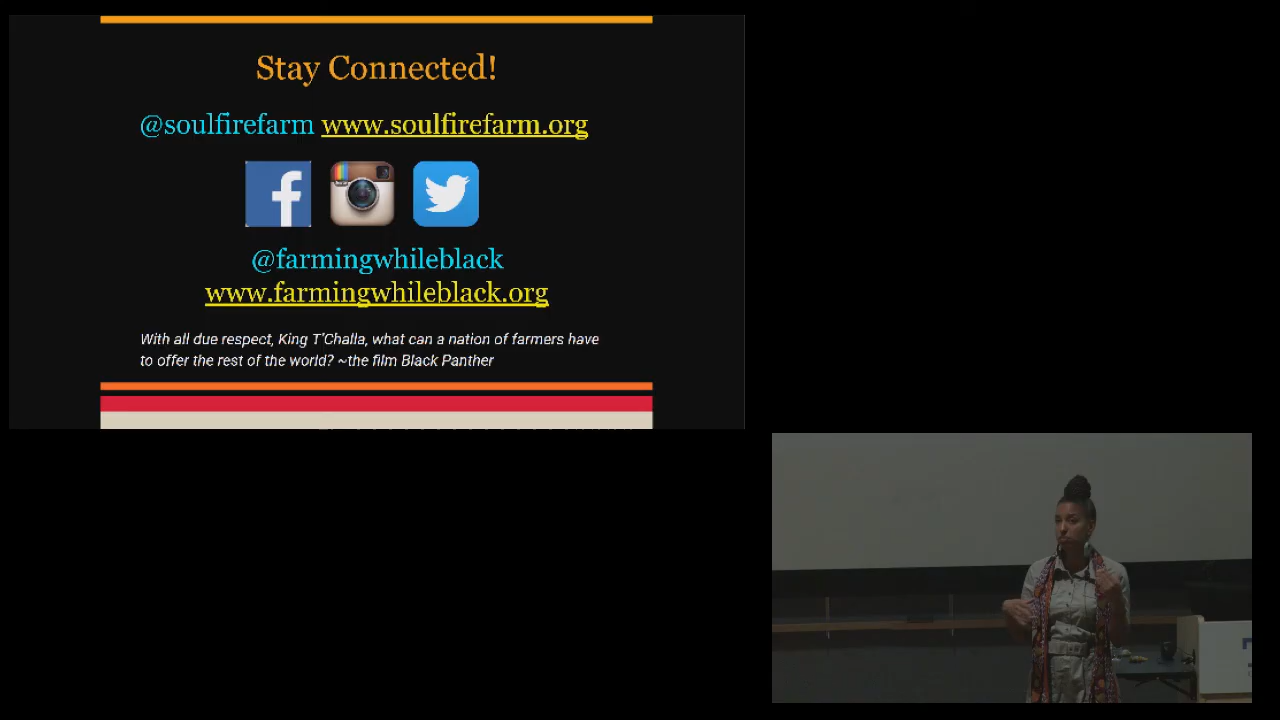 Stay Connected!
@soulfirefarm www.soulfirefarm.org
@farmingwhileblack
www.farmingwhileblack.org
With all due respect, King T'Challa, what can a nation of farmers have
to offer the rest of the world? ~the film Black Panther